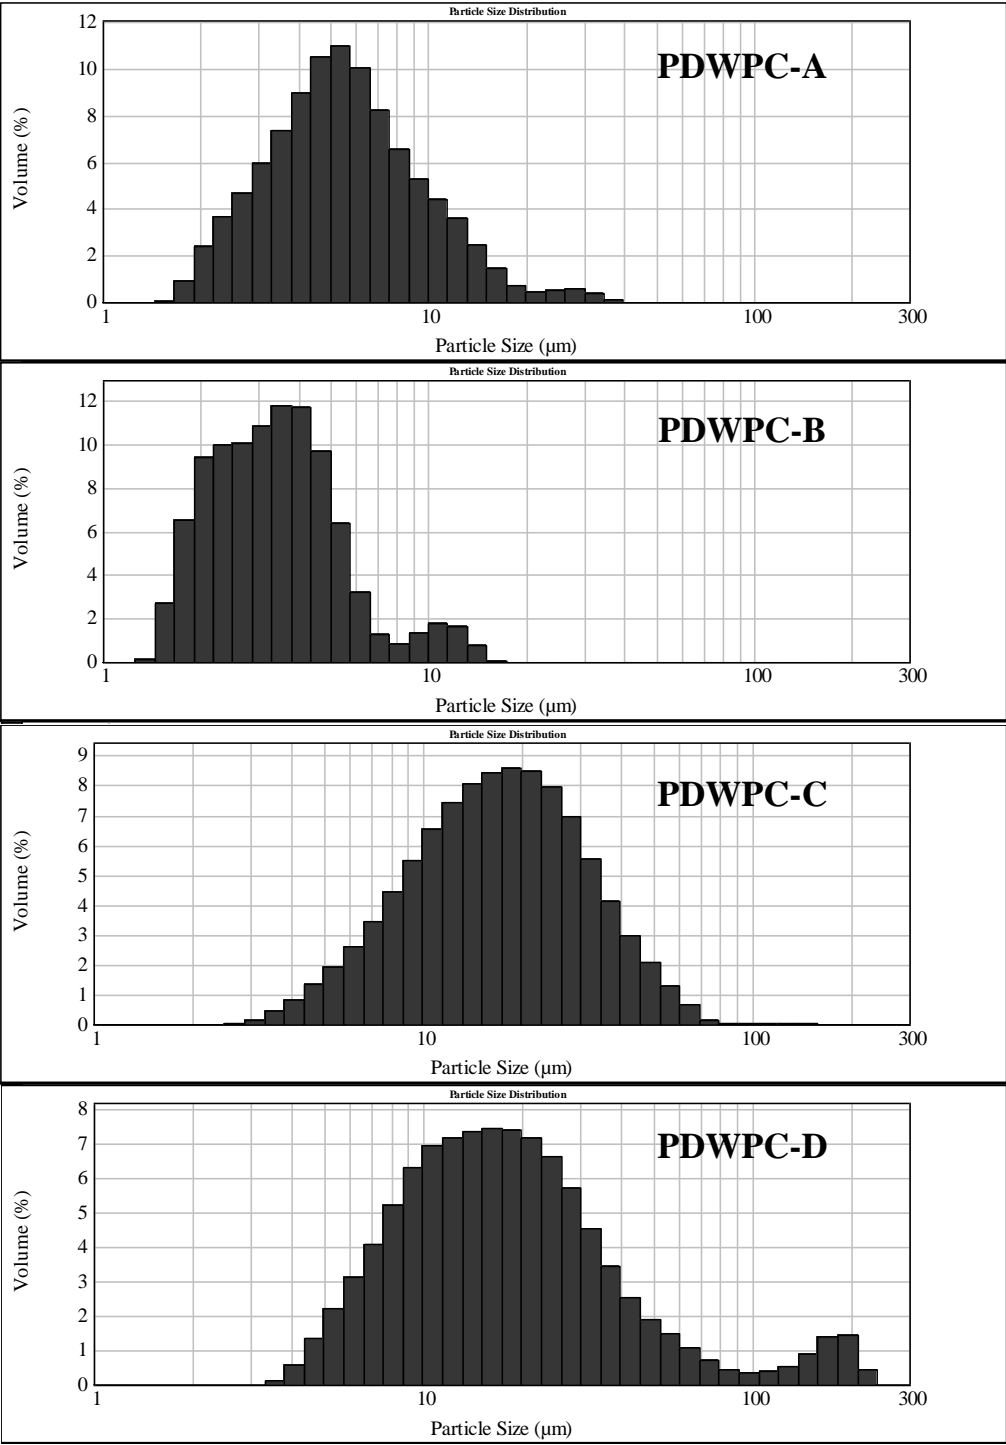 Particle Size Distribution
PDWPC-A
Volume (%)
12
10
8
6
4
2
0
1 10 100 300
Particle Size (µm)
Particle Size Distribution
PDWPC-B
Volume (%)
12
10
8
6
4
2
0
1 10 100 300
Particle Size (µm)
Particle Size Distribution
PDWPC-C
Volume (%)
9
8
7
6
5
4
3
2
1
0
1 10 100 300
Particle Size (µm)
Particle Size Distribution
PDWPC-D
Volume (%)
8
7
6
5
4
3
2
1
0
1 10 100 300
Particle Size (µm)